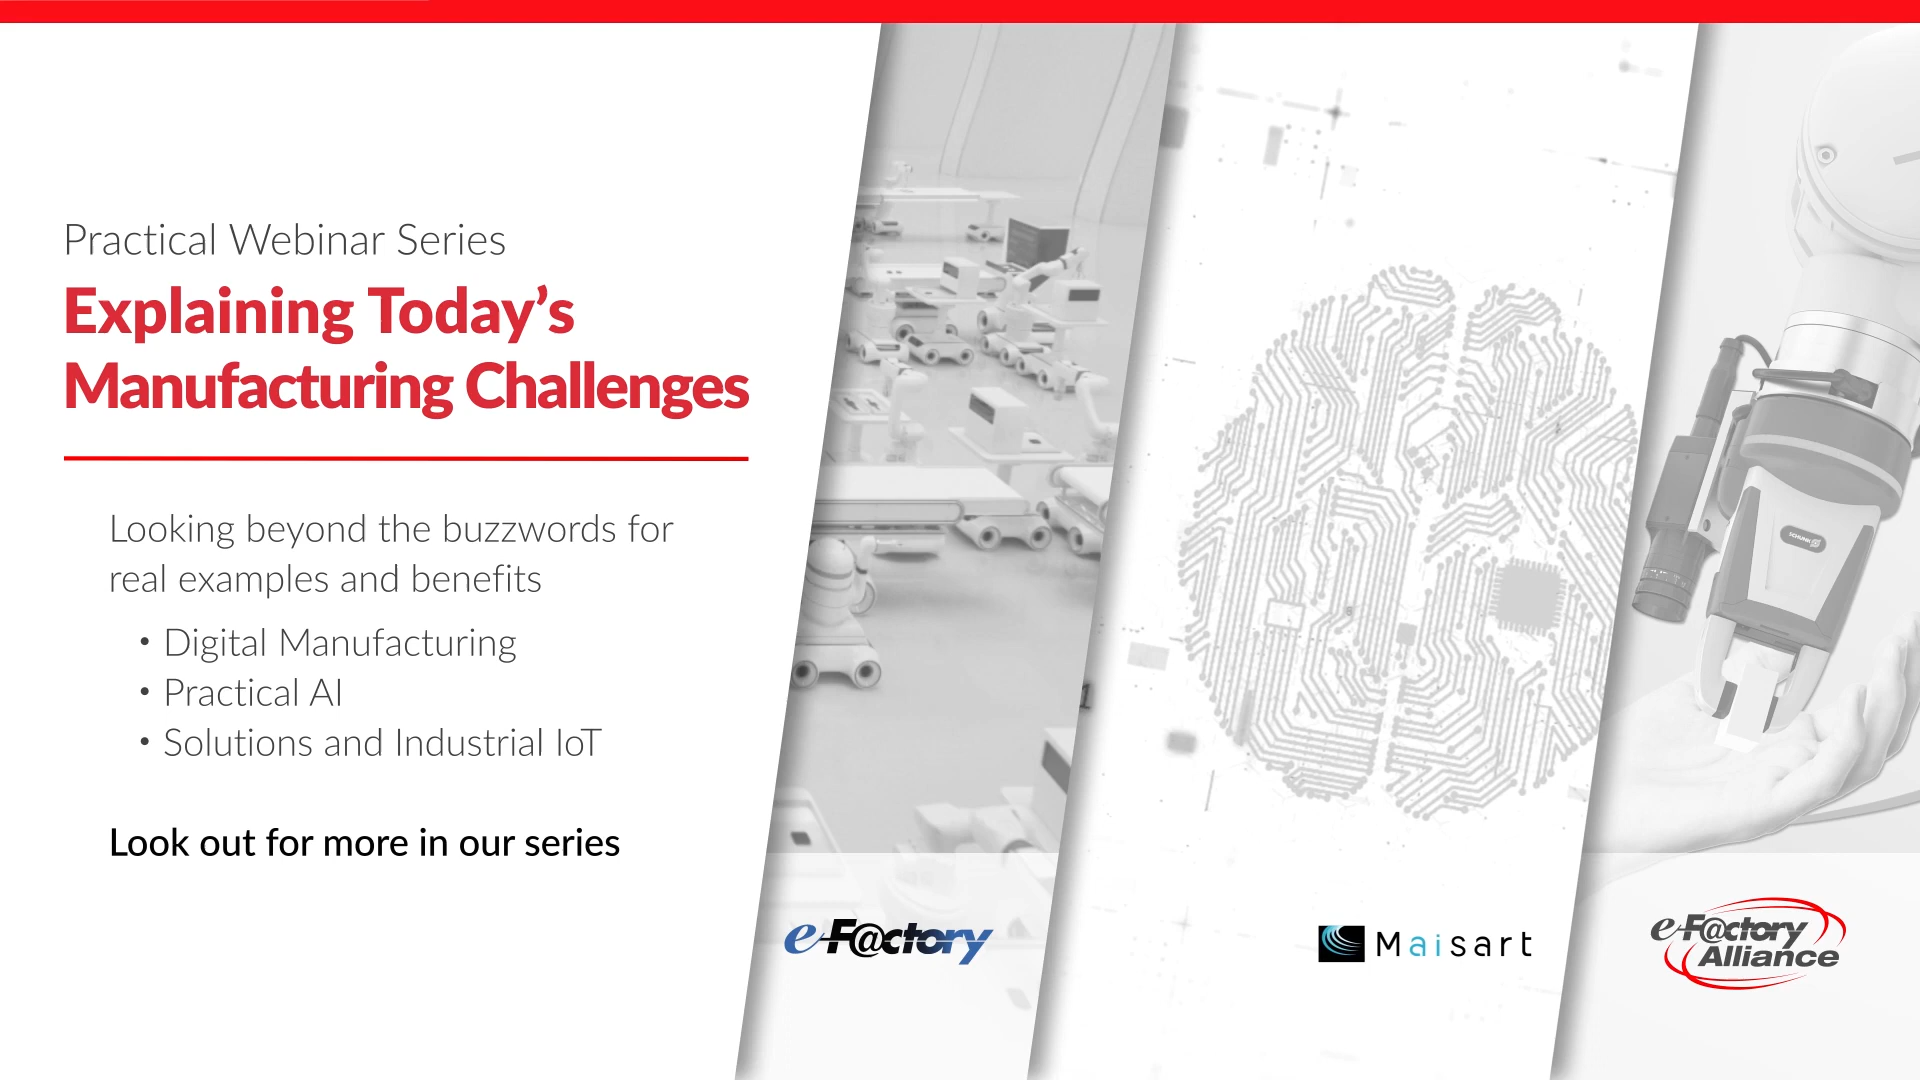 Practical Webinar Series
Explaining Today’s
Manufacturing Challenges
Looking beyond the buzzwords for
real examples and benefits
• Digital Manufacturing
• Practical AI
• Solutions and Industrial IoT
Look out for more in our series
SCHUNK
e-F@ctory
Maisart
e-F@ctory
Alliance